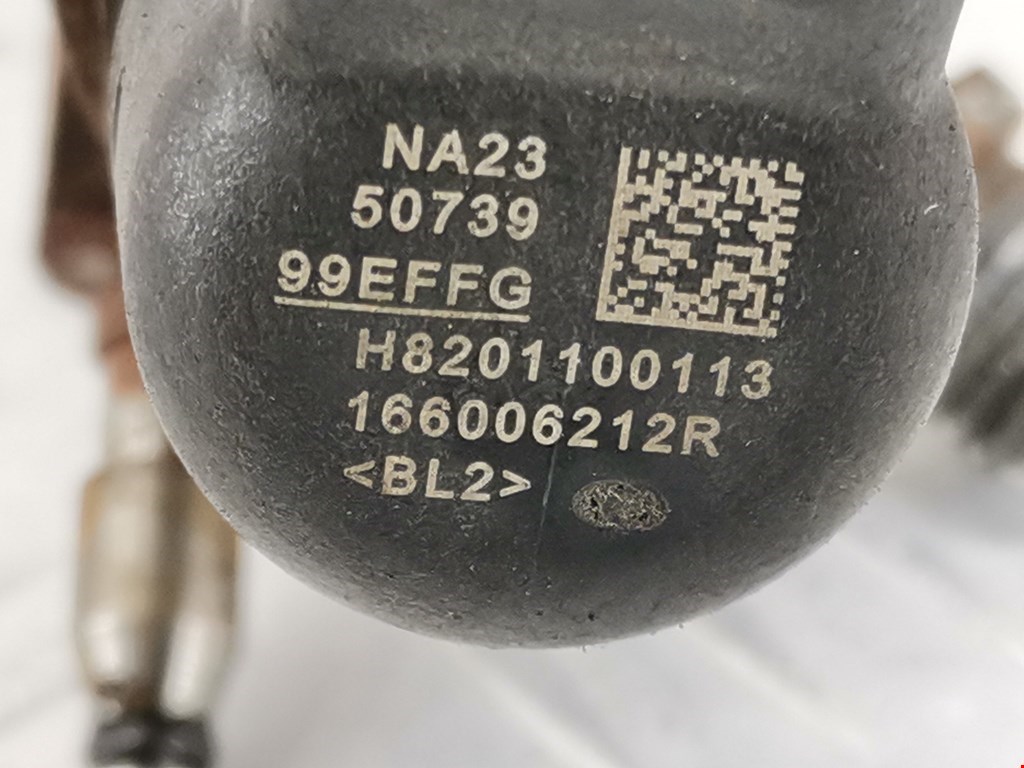 NA23
50739
99EFFG
H8201100113
166006212R
<BL2>